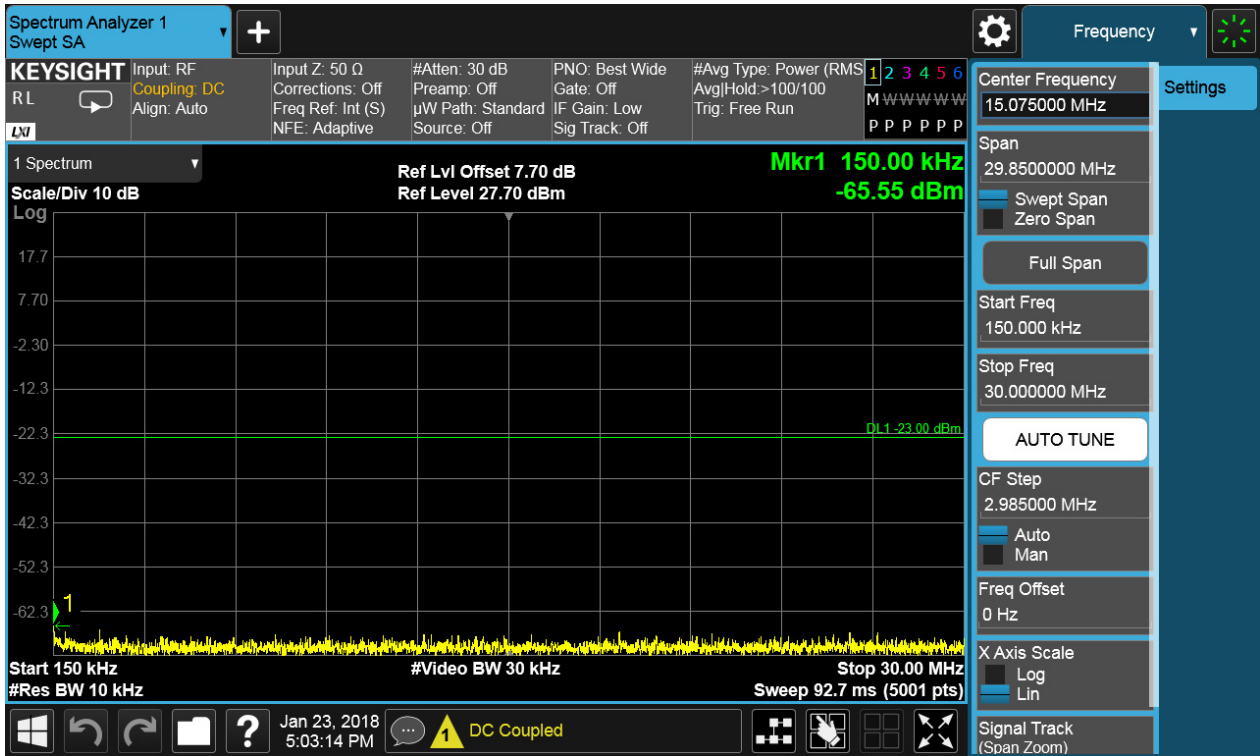 Spectrum Analyzer 1
Swept SA
Frequency
KEYSIGHT
R L
LXI
Input: RF
Coupling: DC
Align: Auto
Input Z: 50 Ω
Corrections: Off
Freq Ref: Int (S)
NFE: Adaptive
#Atten: 30 dB
Preamp: Off
µW Path: Standard
Source: Off
PNO: Best Wide
Gate: Off
IF Gain: Low
Sig Track: Off
#Avg Type: Power (RMS
Avg|Hold:>100/100
Trig: Free Run
1 2 3 4 5 6
M W W W W W
P P P P P P
1 Spectrum
Scale/Div 10 dB
Log
Ref Lvl Offset 7.70 dB
Ref Level 27.70 dBm
Mkr1 150.00 kHz
-65.55 dBm
17.7
7.70
-2.30
-12.3
-22.3
DL1 -23.00 dBm
-32.3
-42.3
-52.3
-62.3
1
Start 150 kHz
#Res BW 10 kHz
#Video BW 30 kHz
Stop 30.00 MHz
Sweep 92.7 ms (5001 pts)
Center Frequency
15.075000 MHz
Settings
Span
29.8500000 MHz
Swept Span
Zero Span
Full Span
Start Freq
150.000 kHz
Stop Freq
30.000000 MHz
AUTO TUNE
CF Step
2.985000 MHz
Auto
Man
Freq Offset
0 Hz
X Axis Scale
Log
Lin
Signal Track
(Span Zoom)
?
Jan 23, 2018
5:03:14 PM
1
DC Coupled